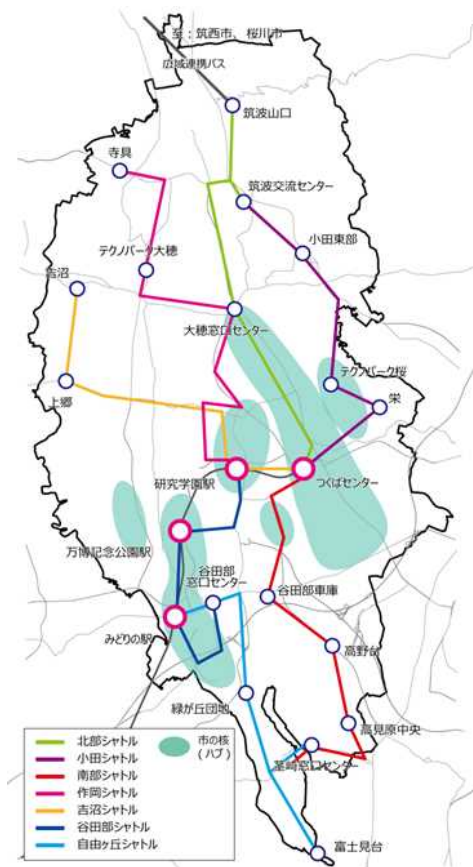 至：筑西市、桜川市
広域連携バス
筑波山口
寺具
筑波交流センター
小田東部
テクノパーク大穂
吉沼
大穂窓口センター
テクノパーク桜
上郷
栄
研究学園駅
つくばセンター
万博記念公園駅
谷田部
窓口センター
谷田部車庫
みどりの駅
高野台
緑が丘団地
高見原中央
茎崎窓口センター
富士見台
北部シャトル
小田シャトル
南部シャトル
作岡シャトル
吉沼シャトル
谷田部シャトル
自由ヶ丘シャトル
市の核
（ハブ）